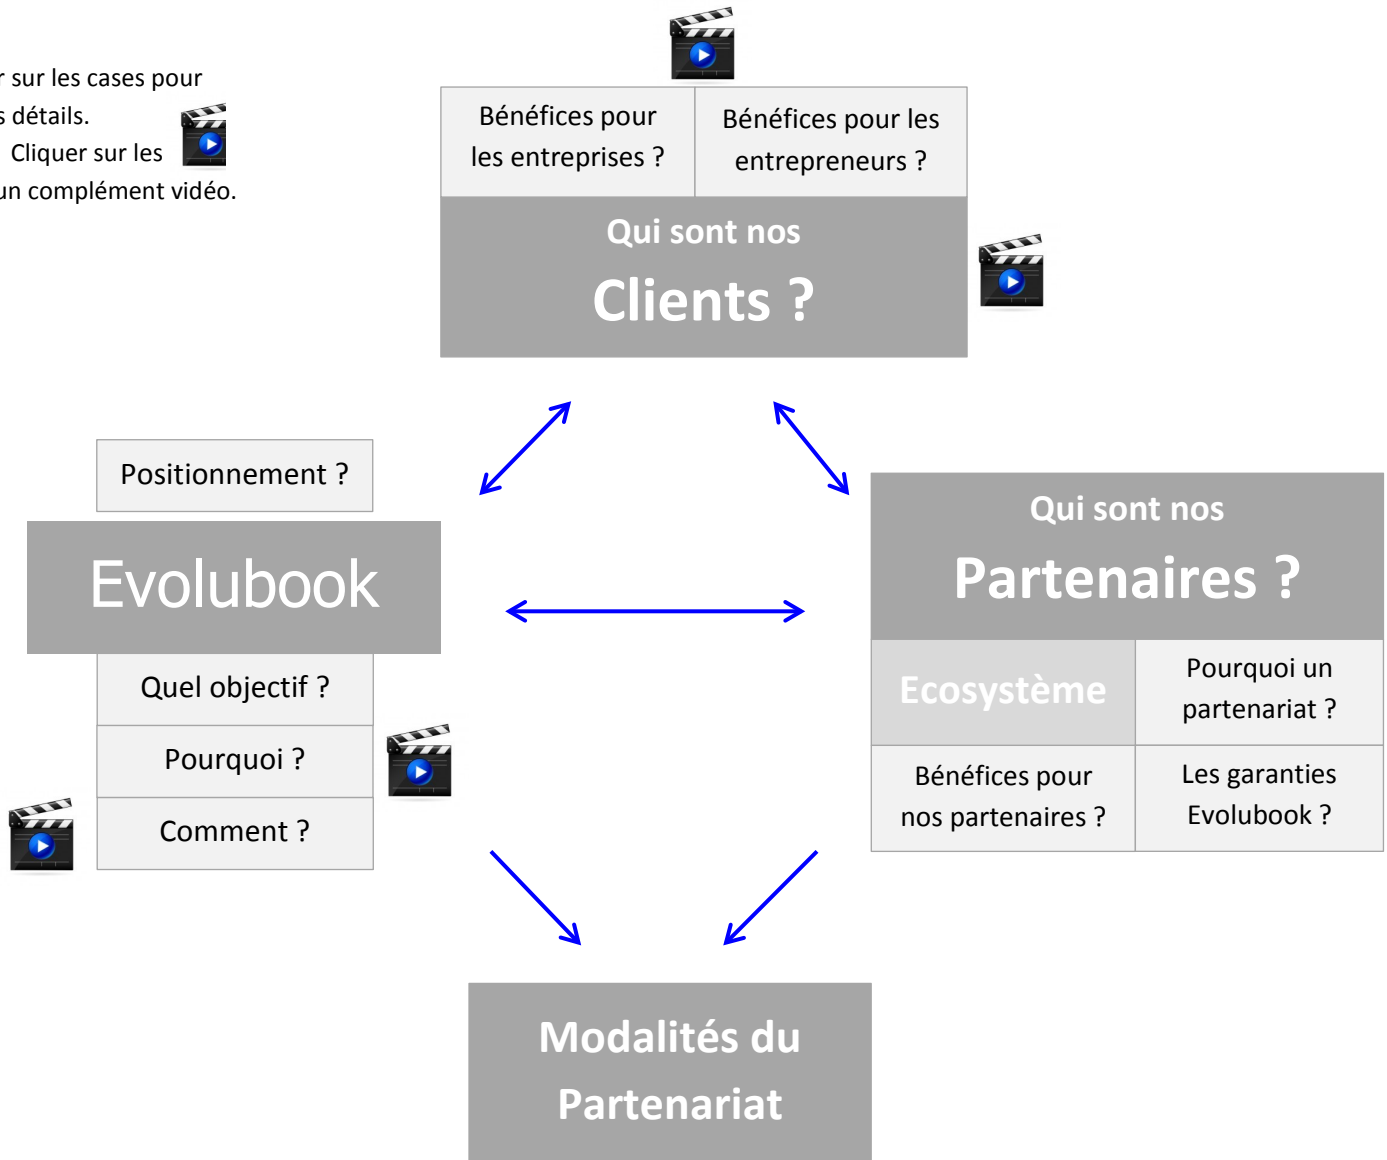 r sur les cases pour
s détails.
Cliquer sur les
un complément vidéo.
Bénéfices pour
les entreprises ?
Bénéfices pour les
entrepreneurs ?
Qui sont nos
Clients ?
Positionnement ?
Evolubook
Quel objectif ?
Pourquoi ?
Comment ?
Qui sont nos
Partenaires ?
Ecosystème
Pourquoi un
partenariat ?
Bénéfices pour
nos partenaires ?
Les garanties
Evolubook ?
Modalités du
Partenariat